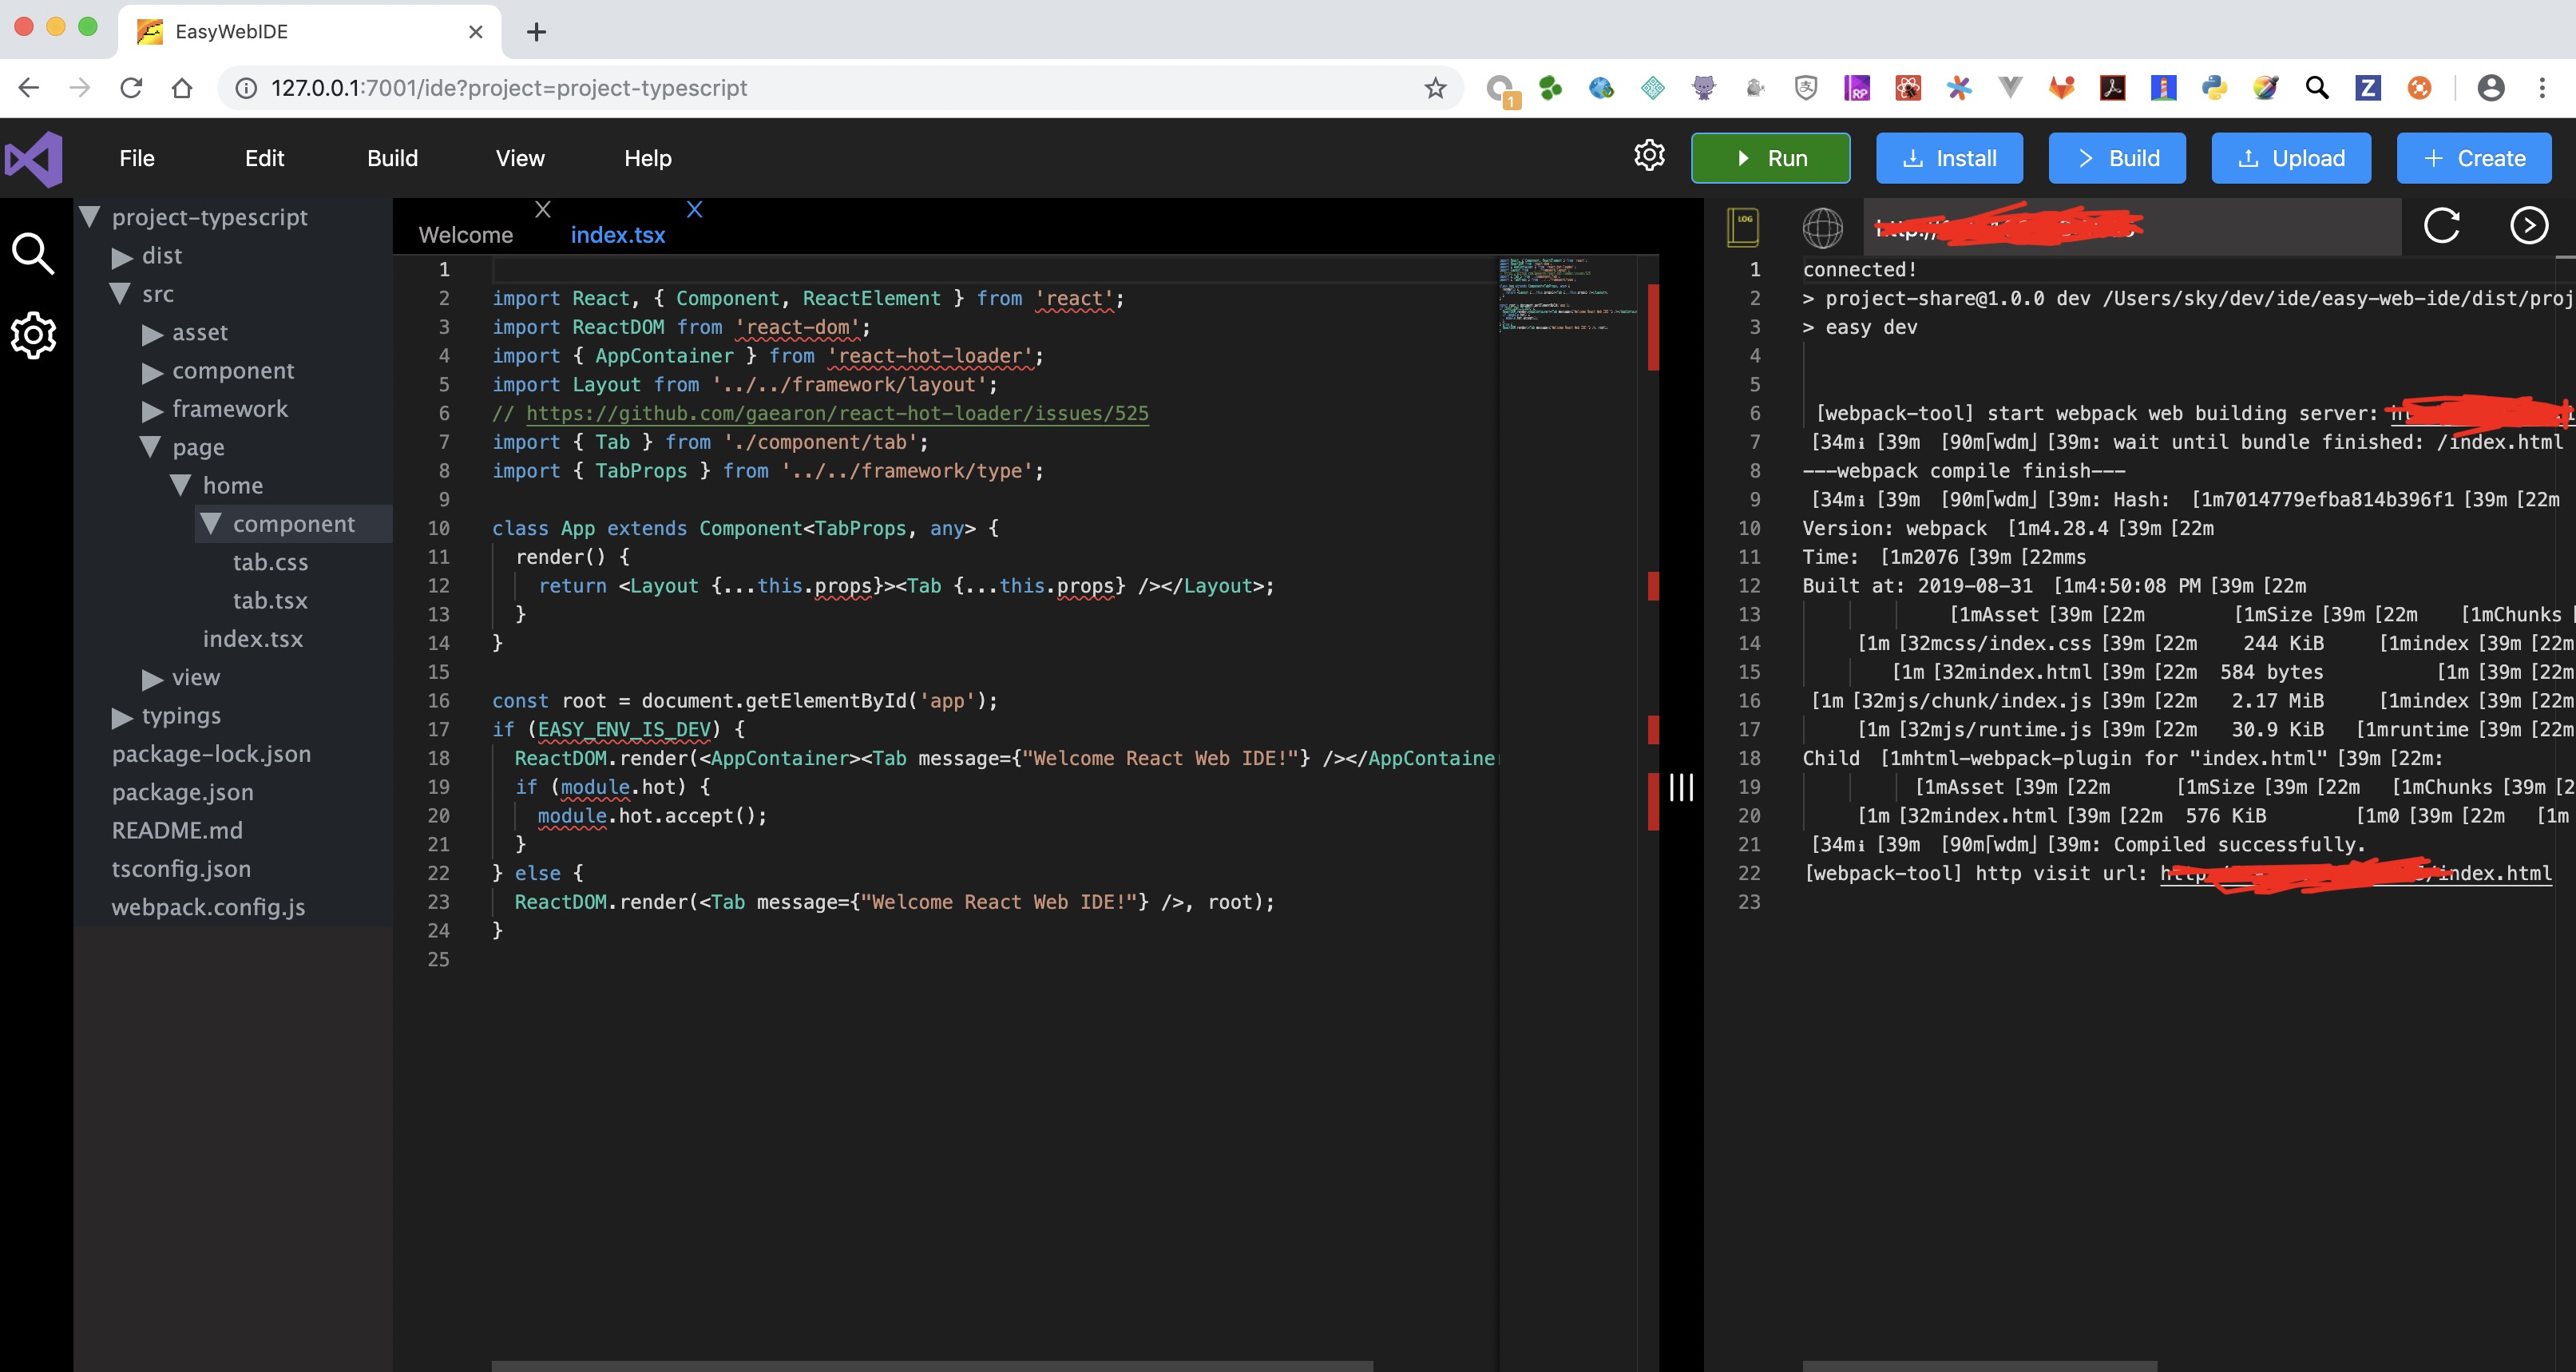 EasyWebIDE
127.0.0.1:7001/ide?project=project-typescript
1
RP
Z
File Edit Build View Help Run Install Build Upload Create
project-typescript
dist
src
asset
component
framework
page
home
component
tab.css
tab.tsx
index.tsx
view
typings
package-lock.json
package.json
README.md
tsconfig.json
webpack.config.js
Welcome X index.tsx X
1
2 import React, { Component, ReactElement } from 'react';
3 import ReactDOM from 'react-dom';
4 import { AppContainer } from 'react-hot-loader';
5 import Layout from '../../framework/layout';
6 // https://github.com/gaearon/react-hot-loader/issues/525
7 import { Tab } from './component/tab';
8 import { TabProps } from '../../framework/type';
9
10 class App extends Component<TabProps, any> {
11 render() {
12 return <Layout {...this.props}><Tab {...this.props} /></Layout>;
13 }
14 }
15
16 const root = document.getElementById('app');
17 if (EASY_ENV_IS_DEV) {
18 ReactDOM.render(<AppContainer><Tab message={"Welcome React Web IDE!"} /></AppContainer
19 if (module.hot) {
20 module.hot.accept();
21 }
22 } else {
23 ReactDOM.render(<Tab message={"Welcome React Web IDE!"} />, root);
24 }
25
LOG
1 connected!
2 > project-share@1.0.0 dev /Users/sky/dev/ide/easy-web-ide/dist/proj
3 > easy dev
4
5
6 [webpack-tool] start webpack web building server:
7 [34mℹ [39m [90m「wdm」[39m: wait until bundle finished: /index.html
8 ---webpack compile finish---
9 [34mℹ [39m [90m「wdm」[39m: Hash: [1m7014779efba814b396f1 [39m [22m
10 Version: webpack [1m4.28.4 [39m [22m
11 Time: [1m2076 [39m [22mms
12 Built at: 2019-08-31 [1m4:50:08 PM [39m [22m
13 [1mAsset [39m [22m [1mSize [39m [22m [1mChunks [
14 [1m [32mcss/index.css [39m [22m 244 KiB [1mindex [39m [22m
15 [1m [32mindex.html [39m [22m 584 bytes [1m [39m [22m
16 [1m [32mjs/chunk/index.js [39m [22m 2.17 MiB [1mindex [39m [22m
17 [1m [32mjs/runtime.js [39m [22m 30.9 KiB [1mruntime [39m [22m
18 Child [1mhtml-webpack-plugin for "index.html" [39m [22m:
19 [1mAsset [39m [22m [1mSize [39m [22m [1mChunks [39m [2
20 [1m [32mindex.html [39m [22m 576 KiB [1m0 [39m [22m [1m
21 [34mℹ [39m [90m「wdm」[39m: Compiled successfully.
22 [webpack-tool] http visit url: /index.html
23